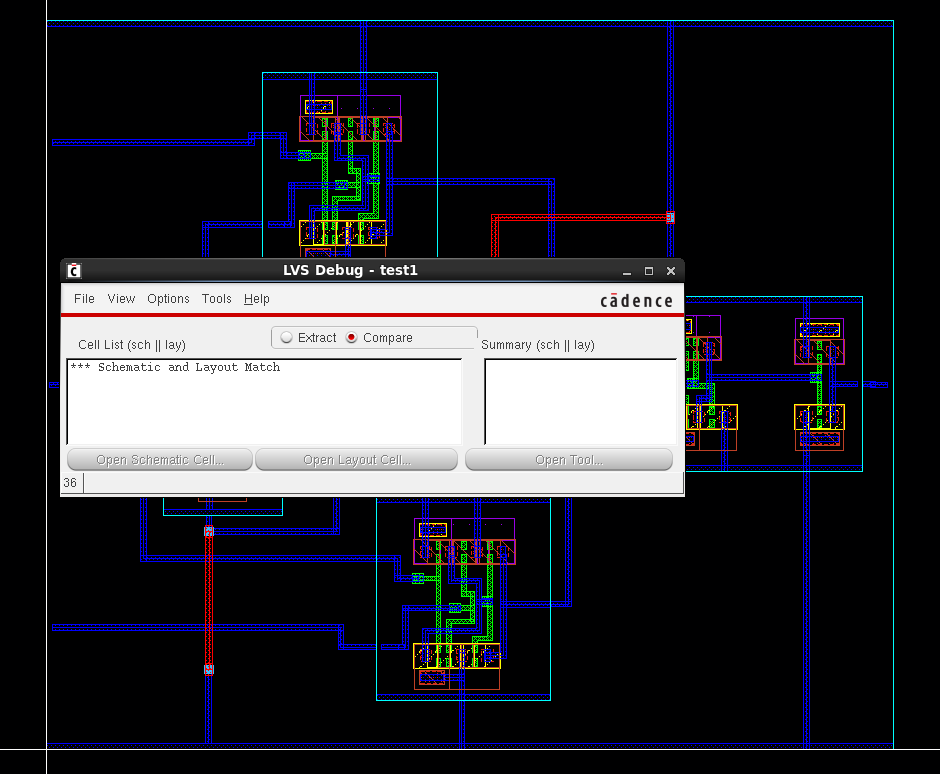 LVS Debug - test1
File View Options Tools Help
cādence
Extract Compare
Cell List (sch || lay)
Summary (sch || lay)
*** Schematic and Layout Match
Open Schematic Cell... Open Layout Cell... Open Tool...
36